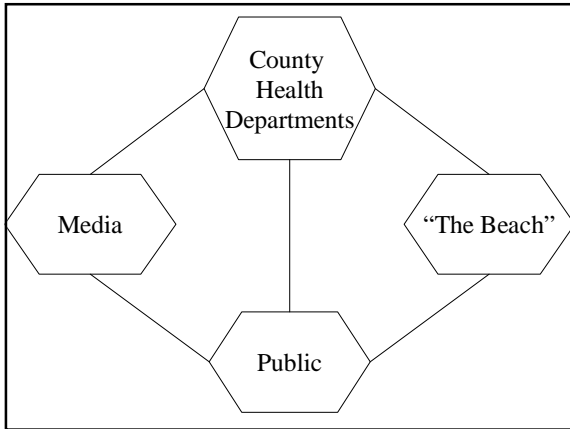 County
Health
Departments
Media
“The Beach”
Public